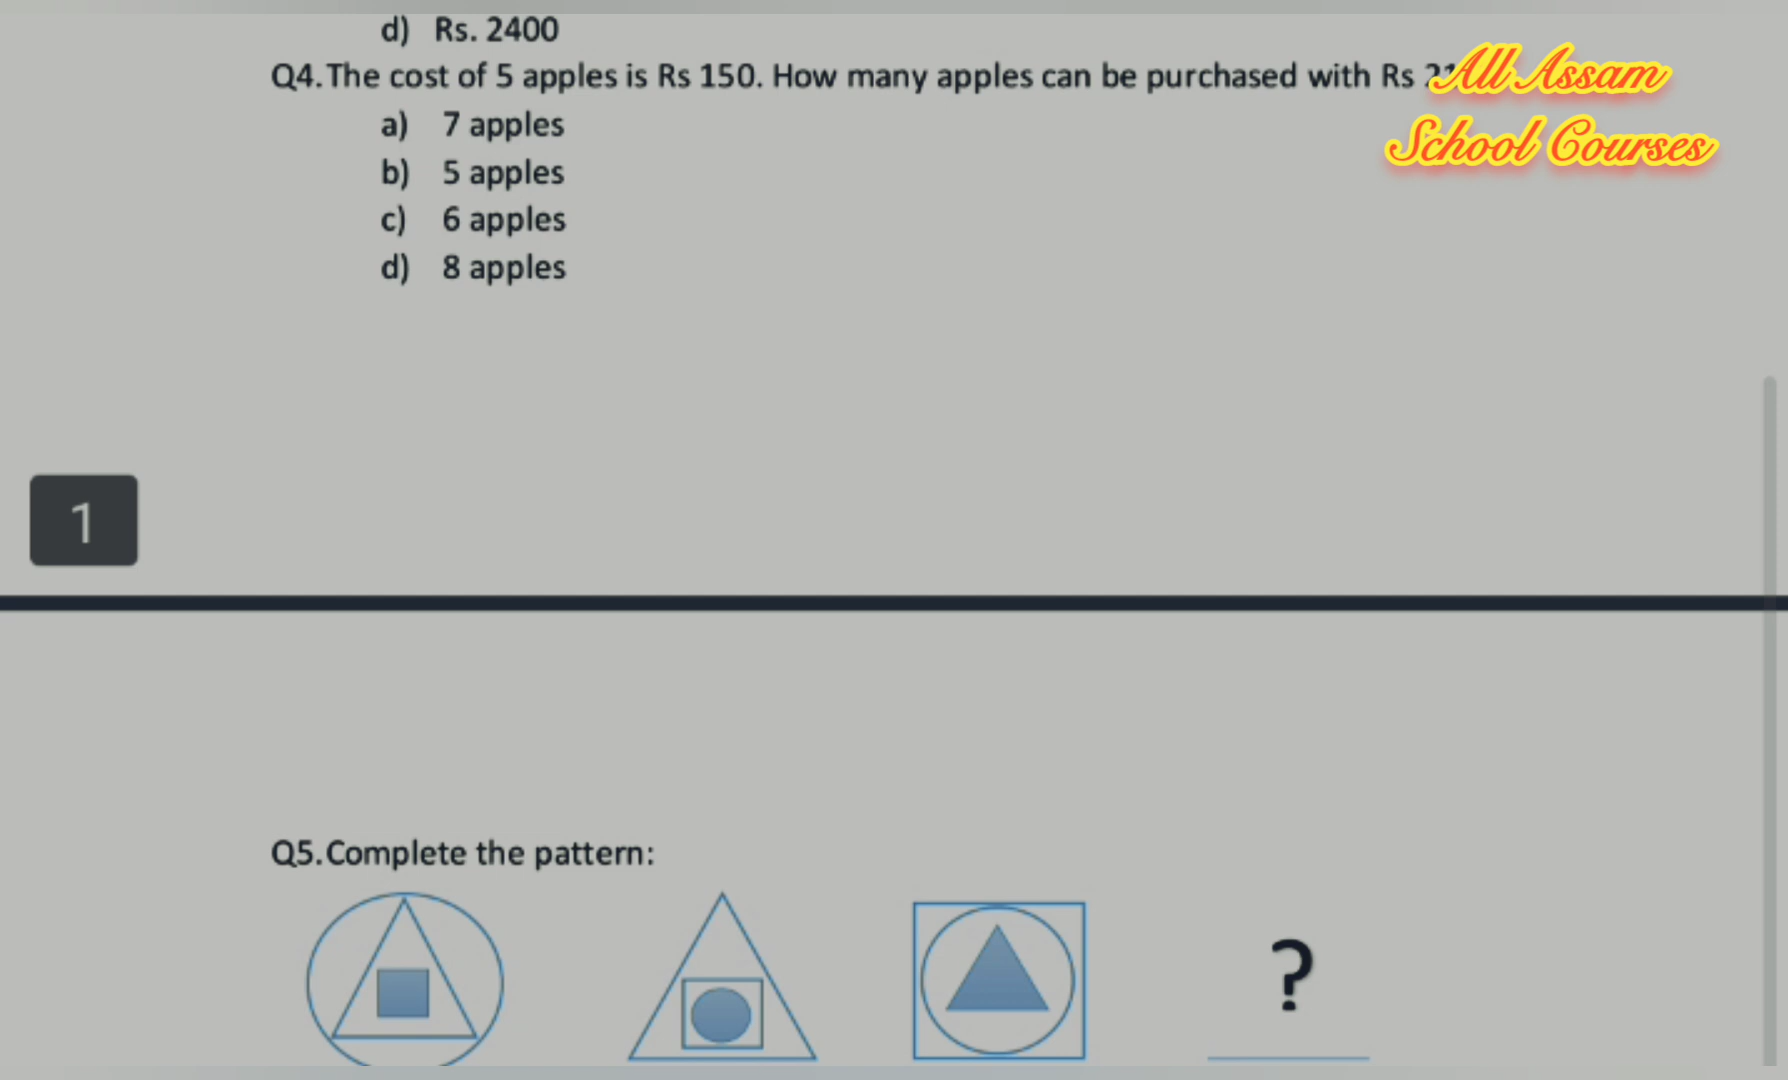 d) Rs. 2400
Q4. The cost of 5 apples is Rs 150. How many apples can be purchased with Rs
a) 7 apples
b) 5 apples
c) 6 apples
d) 8 apples
All Assam
School Courses
1
Q5. Complete the pattern:
?